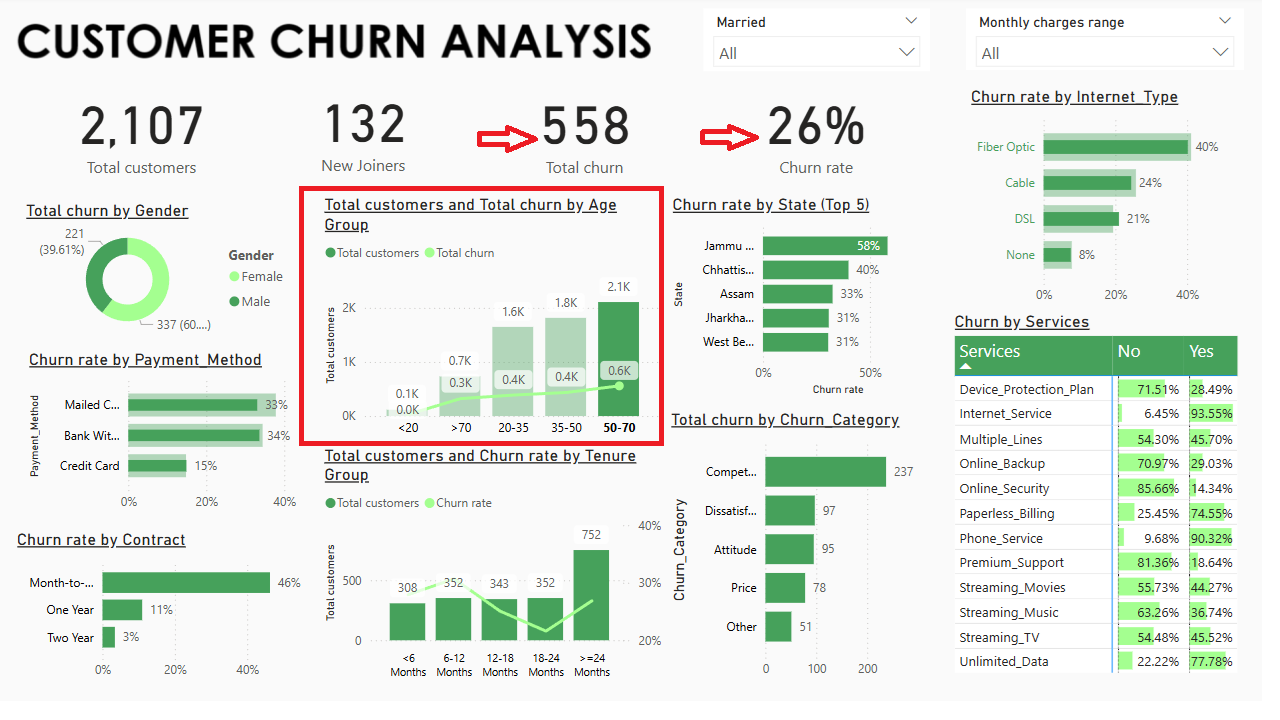 CUSTOMER CHURN ANALYSIS
Married
All
Monthly charges range
All
2,107
Total customers
132
New Joiners
558
Total churn
26%
Churn rate
Total churn by Gender
221
(39.61%)
337 (60....)
Gender
Female
Male
Churn rate by Payment_Method
Payment_Method
Mailed C...
33%
Bank Wit...
34%
Credit Card
15%
0%
20%
40%
Churn rate by Contract
Month-to-...
46%
One Year
11%
Two Year
3%
0%
20%
40%
Total customers and Total churn by Age
Group
Total customers
Total churn
Total customers
2K
1K
0K
0.1K
0.0K
0.7K
0.3K
1.6K
0.4K
1.8K
0.4K
2.1K
0.6K
<20
>70
20-35
35-50
50-70
Total customers and Churn rate by Tenure
Group
Total customers
Churn rate
Total customers
500
0
308
352
343
352
752
40%
30%
20%
<6
Months
6-12
Months
12-18
Months
18-24
Months
>=24
Months
Churn rate by State (Top 5)
State
Jammu ...
58%
Chhattis...
40%
Assam
33%
Jharkha...
31%
West Be...
31%
0%
50%
Churn rate
Total churn by Churn_Category
Churn_Category
Compet...
237
Dissatisf...
97
Attitude
95
Price
78
Other
51
0
100
200
Churn rate by Internet_Type
Fiber Optic
40%
Cable
24%
DSL
21%
None
8%
0%
20%
40%
Churn by Services
Services No Yes
Device_Protection_Plan 71.51% 28.49%
Internet_Service 6.45% 93.55%
Multiple_Lines 54.30% 45.70%
Online_Backup 70.97% 29.03%
Online_Security 85.66% 14.34%
Paperless_Billing 25.45% 74.55%
Phone_Service 9.68% 90.32%
Premium_Support 81.36% 18.64%
Streaming_Movies 55.73% 44.27%
Streaming_Music 63.26% 36.74%
Streaming_TV 54.48% 45.52%
Unlimited_Data 22.22% 77.78%